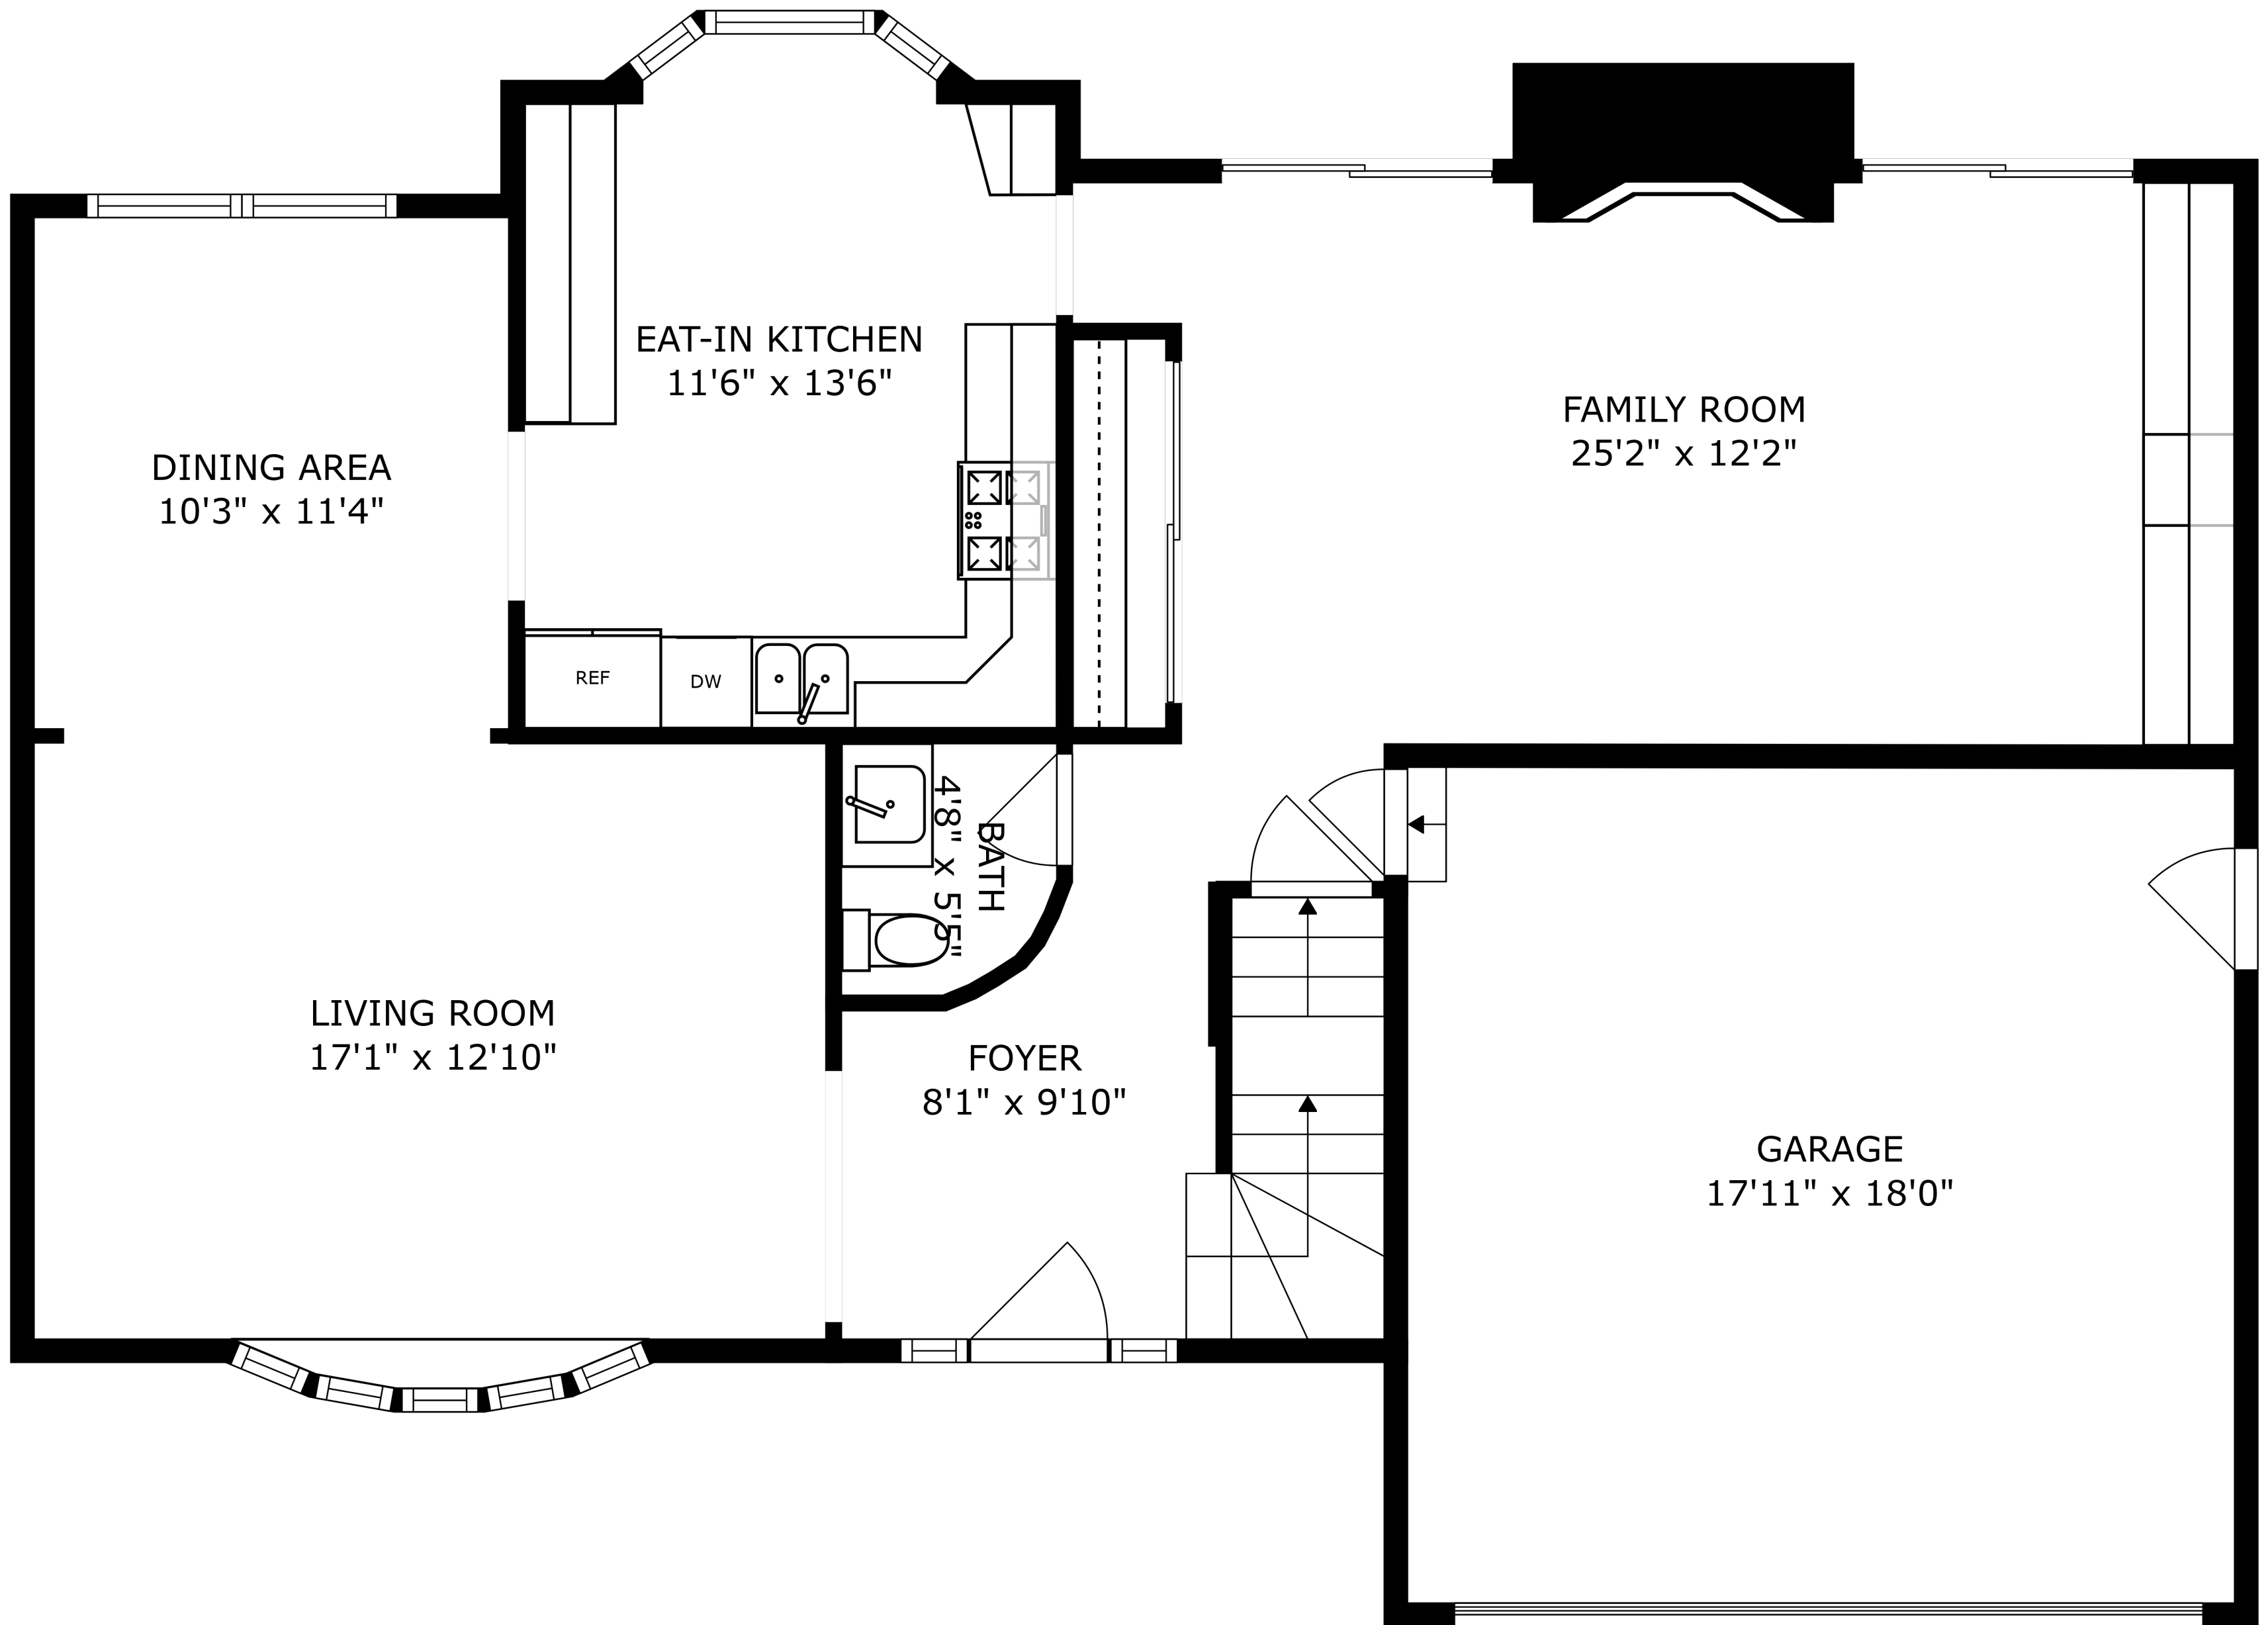 EAT-IN KITCHEN
11'6" x 13'6"
FAMILY ROOM
25'2" x 12'2"
DINING AREA
10'3" x 11'4"
REF
DW
BATH
4'8" x 5'5"
LIVING ROOM
17'1" x 12'10"
FOYER
8'1" x 9'10"
GARAGE
17'11" x 18'0"